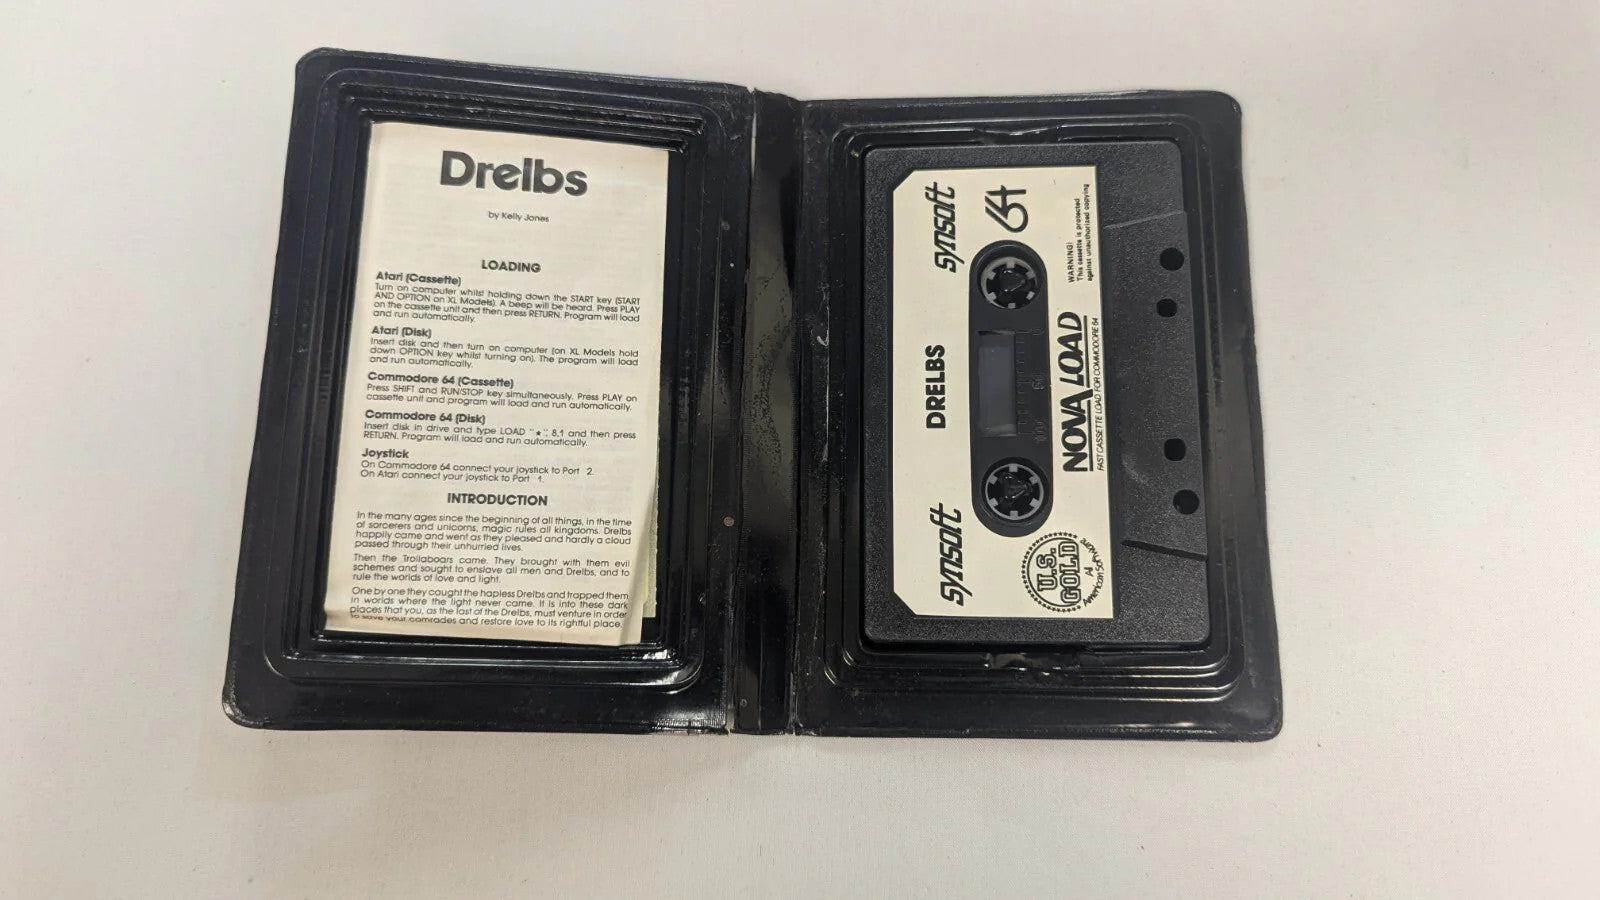 Drelbs
by Kelly Jones
LOADING
Atari (Cassette)
Turn on computer whilst holding down the START key (START
AND OPTION on XL Models). A beep will be heard. Press PLAY
on the cassette unit and then press RETURN. Program will load
and run automatically.
Atari (Disk)
Insert disk and then turn on computer (on XL Models hold
down OPTION key whilst turning on). The program will load
and run automatically.
Commodore 64 (Cassette)
Press SHIFT and RUN/STOP key simultaneously. Press PLAY on
cassette unit and program will load and run automatically.
Commodore 64 (Disk)
Insert disk in drive and type LOAD "*", 8,1 and then press
RETURN. Program will load and run automatically.
Joystick
On Commodore 64 connect your joystick to Port 2.
On Atari connect your joystick to Port 1.
INTRODUCTION
In the many ages since the beginning of all things, in the time
of sorcerers and unicorns, magic rules all kingdoms. Drelbs
happily came and went as they pleased and hardly a cloud
passed through their unhurried lives.
Then the Trollaboars came. They brought with them evil
schemes and sought to enslave all men and Drelbs, and to
rule the worlds of love and light.
One by one they caught the hapless Drelbs and trapped them
in worlds where the light never came. It is into these dark
places that you, as the last of the Drelbs, must venture in order
to save your comrades and restore love to its rightful place.
synsoft
synsoft
DRELBS
64
WARNING!
This cassette is protected
against unauthorized copying
NOVALOAD
FAST CASSETTE LOAD FOR COMMODORE 64
U.S.
GOLD
All American Software